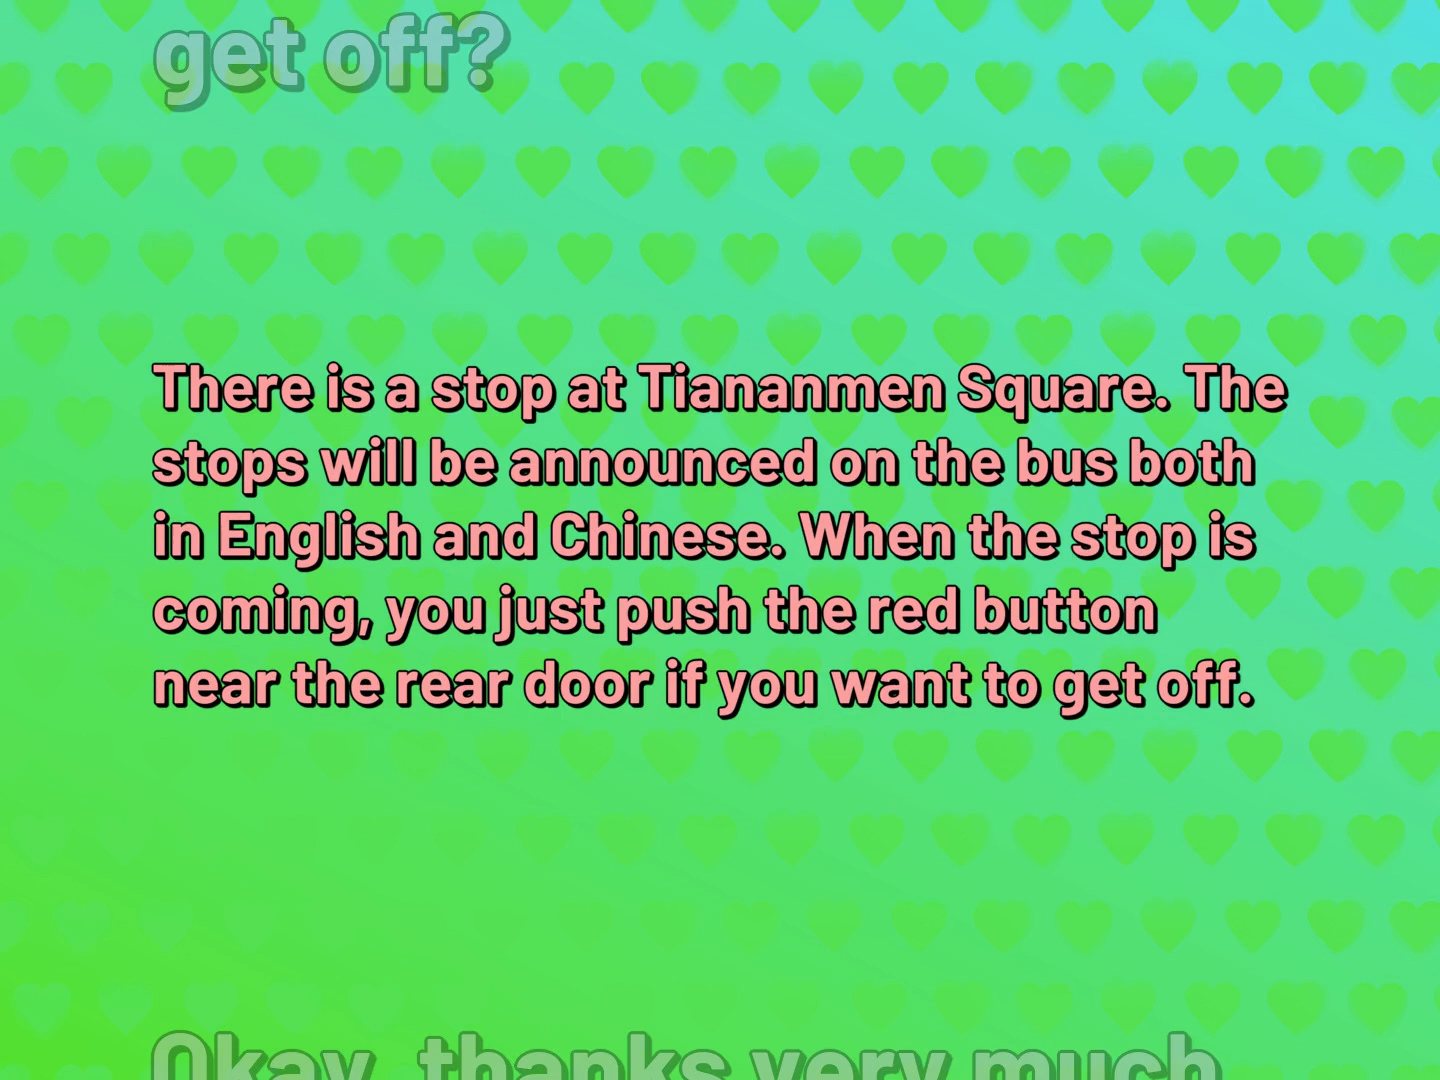 get off?
There is a stop at Tiananmen Square. The
stops will be announced on the bus both
in English and Chinese. When the stop is
coming, you just push the red button
near the rear door if you want to get off.
Okay, thanks very much